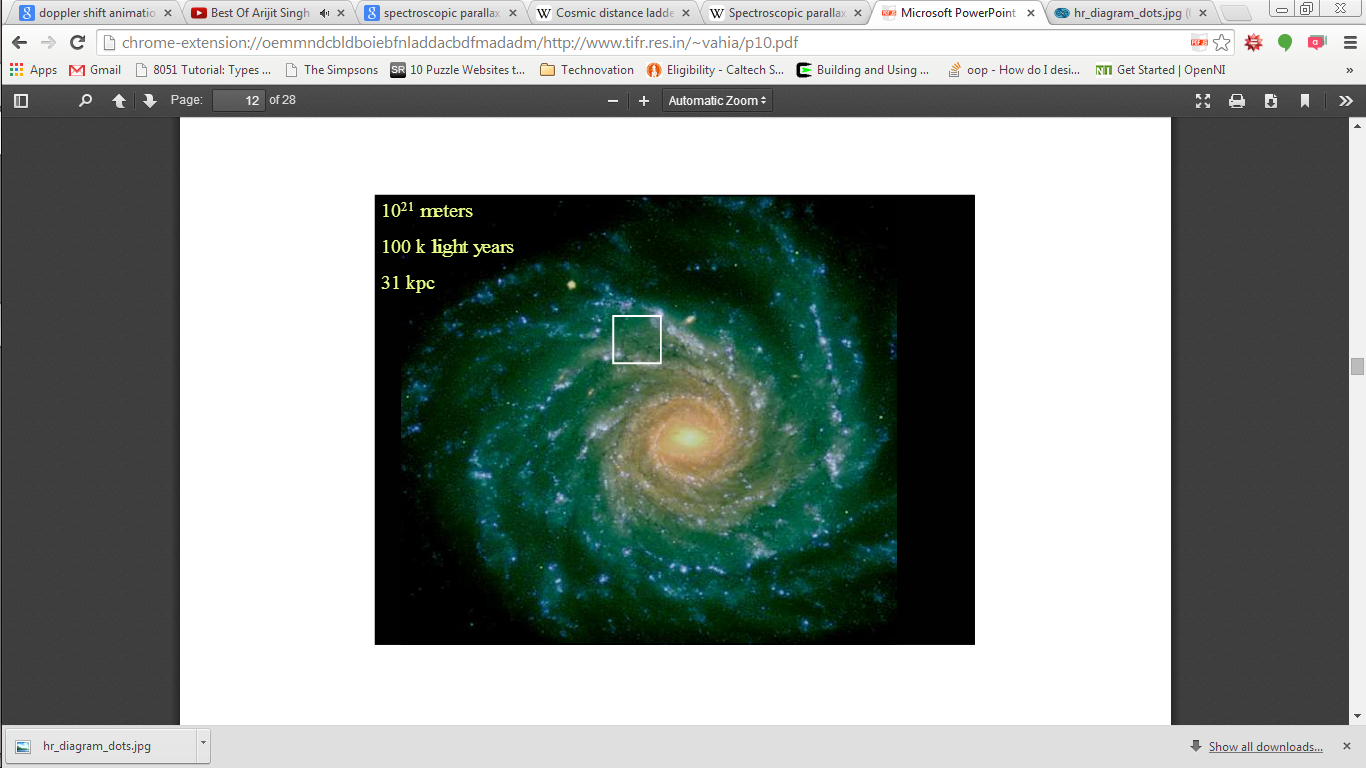 doppler shift animatio
Best Of Arijit Singh
spectroscopic parallax
Cosmic distance ladde
Spectroscopic parallax
Microsoft PowerPoint
hr_diagram_dots.jpg (
chrome-extension://oemmndcbldboiebfnladdacbdfmadadm/http://www.tifr.res.in/~vahia/p10.pdf
Apps
Gmail
8051 Tutorial: Types ...
The Simpsons
SR 10 Puzzle Websites t...
Technovation
Eligibility - Caltech S...
Building and Using ...
oop - How do I desi...
Get Started | OpenNI
»
Page: 12 of 28
Automatic Zoom
10²¹ meters
100 k light years
31 kpc
hr_diagram_dots.jpg
Show all downloads...